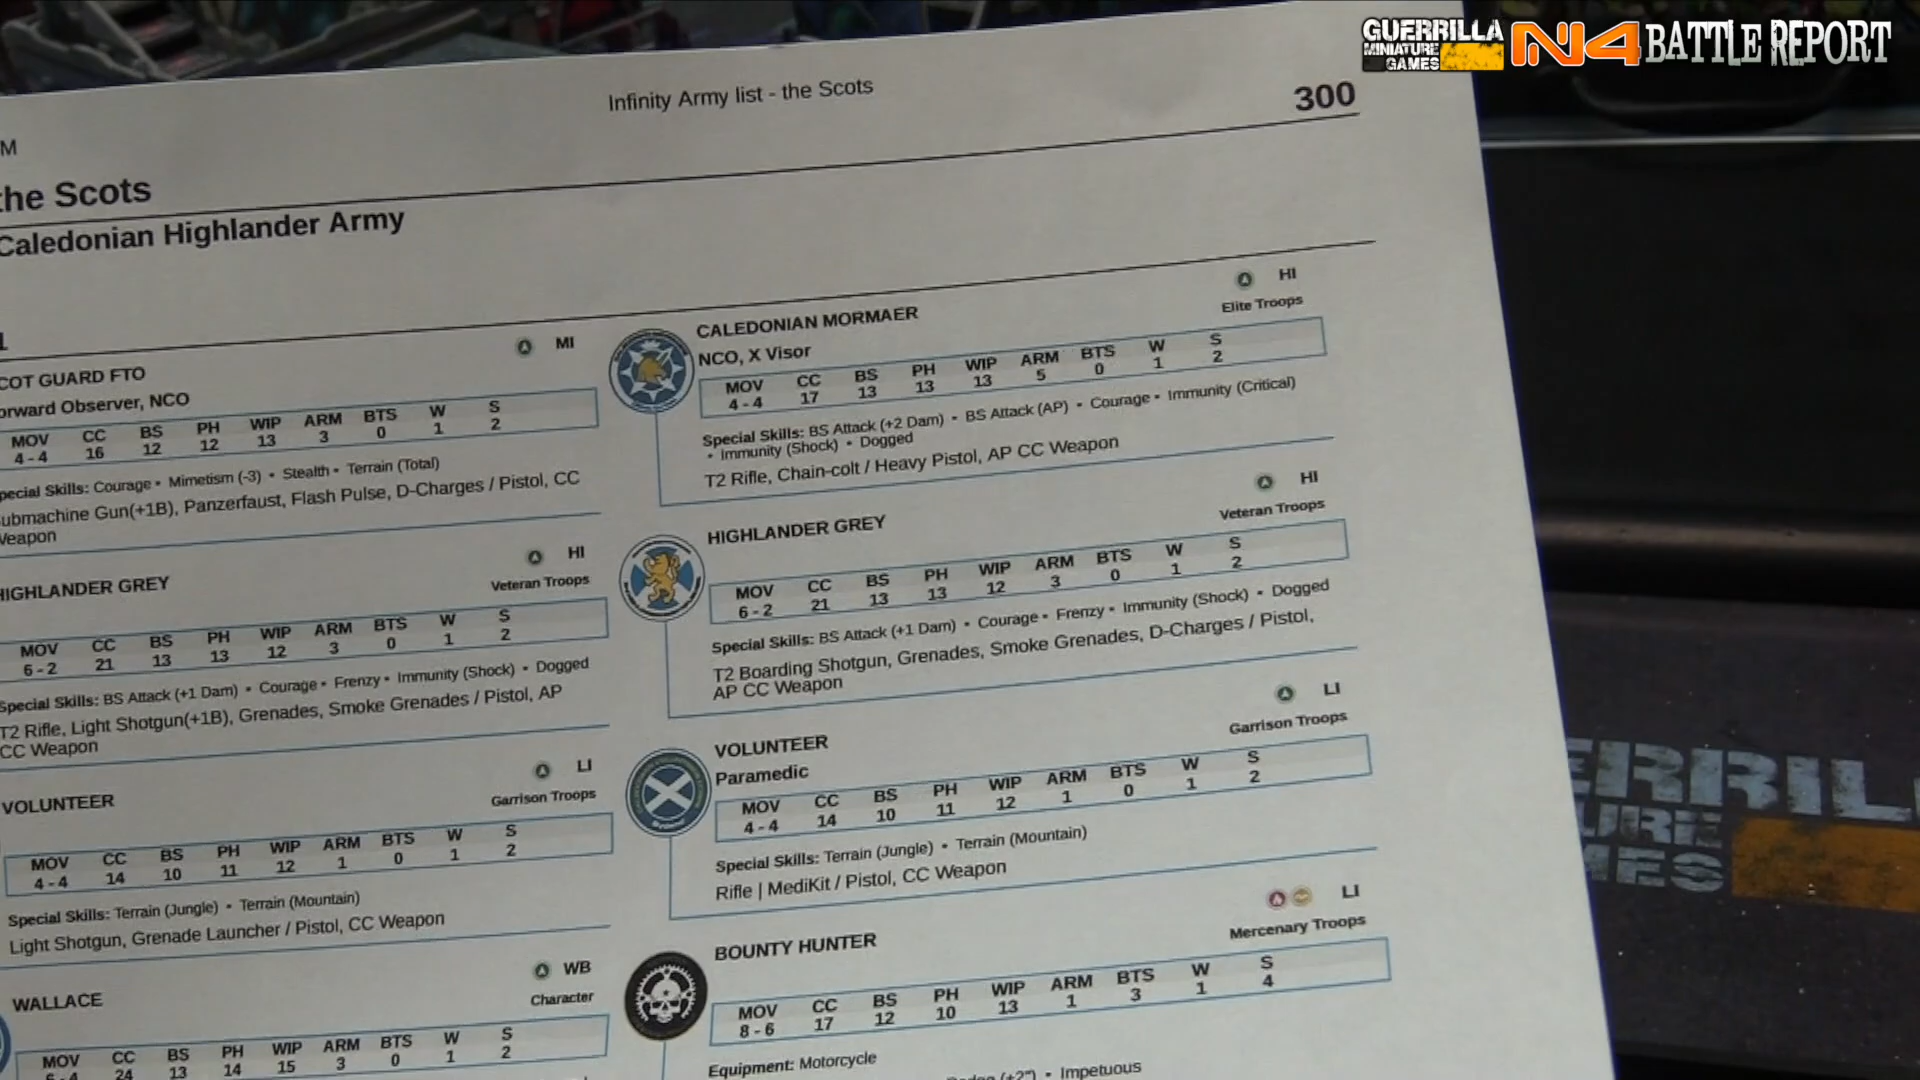 GUERRILLA
MINIATURE
GAMES
N4 BATTLE REPORT
Infinity Army list - the Scots
300
M
the Scots
Caledonian Highlander Army
1
MI
COT GUARD FTO
orward Observer, NCO
MOV CC BS PH WIP ARM BTS W S
4 - 4 16 12 12 13 3 0 1 2
pecial Skills: Courage • Mimetism (-3) • Stealth • Terrain (Total)
ubmachine Gun(+1B), Panzerfaust, Flash Pulse, D-Charges / Pistol, CC
Weapon
HI
HIGHLANDER GREY
Veteran Troops
MOV CC BS PH WIP ARM BTS W S
6 - 2 21 13 13 12 3 0 1 2
Special Skills: BS Attack (+1 Dam) • Courage • Frenzy • Immunity (Shock) • Dogged
T2 Rifle, Light Shotgun(+1B), Grenades, Smoke Grenades / Pistol, AP
CC Weapon
LI
VOLUNTEER
Garrison Troops
MOV CC BS PH WIP ARM BTS W S
4 - 4 14 10 11 12 1 0 1 2
Special Skills: Terrain (Jungle) • Terrain (Mountain)
Light Shotgun, Grenade Launcher / Pistol, CC Weapon
WB
WALLACE
Character
MOV CC BS PH WIP ARM BTS W S
6 - 4 24 13 14 15 3 0 1 2
HI
CALEDONIAN MORMAER
Elite Troops
NCO, X Visor
MOV CC BS PH WIP ARM BTS W S
4 - 4 17 13 13 13 5 0 1 2
Special Skills: BS Attack (+2 Dam) • BS Attack (AP) • Courage • Immunity (Critical)
• Immunity (Shock) • Dogged
T2 Rifle, Chain-colt / Heavy Pistol, AP CC Weapon
HI
HIGHLANDER GREY
Veteran Troops
MOV CC BS PH WIP ARM BTS W S
6 - 2 21 13 13 12 3 0 1 2
Special Skills: BS Attack (+1 Dam) • Courage • Frenzy • Immunity (Shock) • Dogged
T2 Boarding Shotgun, Grenades, Smoke Grenades, D-Charges / Pistol,
AP CC Weapon
LI
VOLUNTEER
Garrison Troops
Paramedic
MOV CC BS PH WIP ARM BTS W S
4 - 4 14 10 11 12 1 0 1 2
Special Skills: Terrain (Jungle) • Terrain (Mountain)
Rifle | MediKit / Pistol, CC Weapon
LI
BOUNTY HUNTER
Mercenary Troops
MOV CC BS PH WIP ARM BTS W S
8 - 6 17 12 10 13 1 3 1 4
Equipment: Motorcycle
(+2") • Impetuous
ERRILL
URE
MES